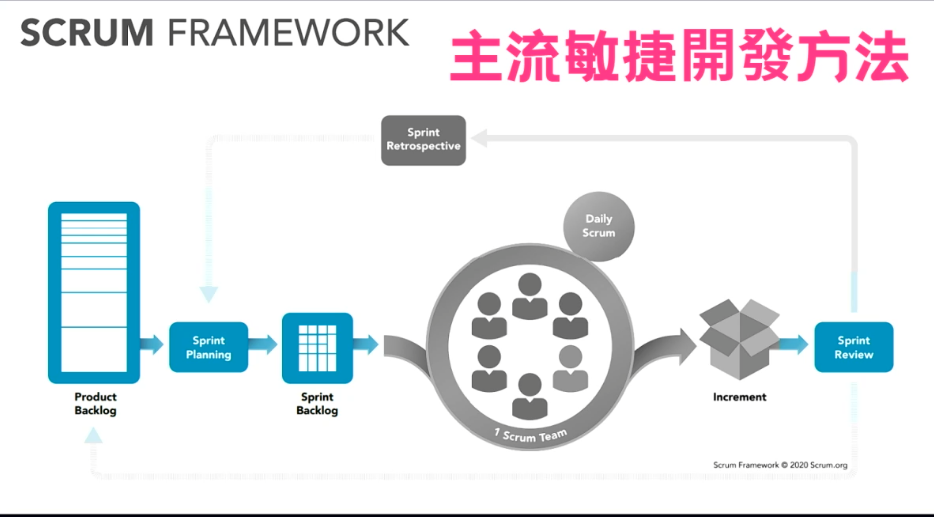 SCRUM FRAMEWORK
主流敏捷開發方法
Sprint
Retrospective
Daily
Scrum
Sprint
Planning
Sprint
Review
Product
Backlog
Sprint
Backlog
Increment
1 Scrum Team
Scrum Framework © 2020 Scrum.org